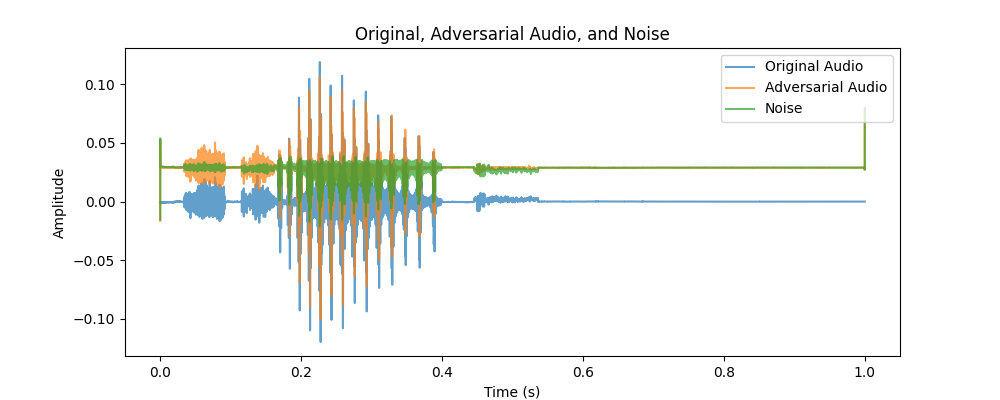 Original, Adversarial Audio, and Noise
Original Audio
Adversarial Audio
Noise
Amplitude
0.10
0.05
0.00
−0.05
−0.10
0.0 0.2 0.4 0.6 0.8 1.0
Time (s)